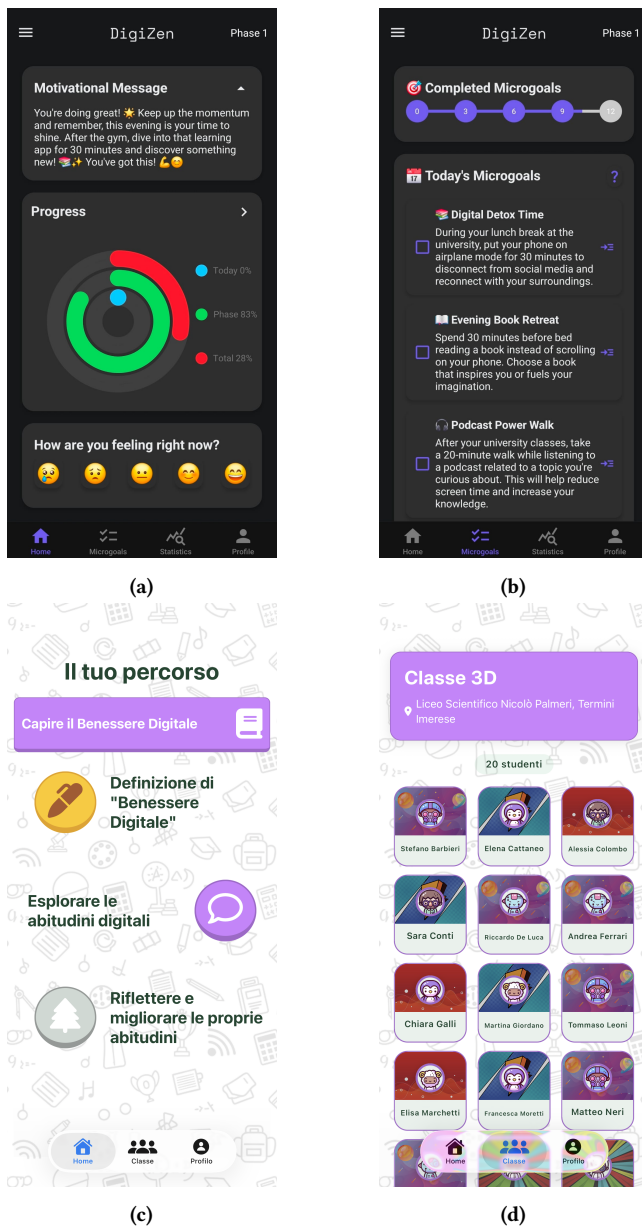 DigiZen
Phase 1
Motivational Message
You're doing great! 🌟 Keep up the momentum
and remember, this evening is your time to
shine. After the gym, dive into that learning
app for 30 minutes and discover something
new! 📚✨ You've got this! 💪😊
Progress
Today 0%
Phase 83%
Total 28%
How are you feeling right now?
Home
Microgoals
Statistics
Profile
(a)
DigiZen
Phase 1
Completed Microgoals
0
3
6
9
12
Today's Microgoals
?
Digital Detox Time
During your lunch break at the
university, put your phone on
airplane mode for 30 minutes to
disconnect from social media and
reconnect with your surroundings.
Evening Book Retreat
Spend 30 minutes before bed
reading a book instead of scrolling
on your phone. Choose a book
that inspires you or fuels your
imagination.
Podcast Power Walk
After your university classes, take
a 20-minute walk while listening to
a podcast related to a topic you're
curious about. This will help reduce
screen time and increase your
knowledge.
Home
Microgoals
Statistics
Profile
(b)
Il tuo percorso
Capire il Benessere Digitale
Definizione di
"Benessere
Digitale"
Esplorare le
abitudini digitali
Riflettere e
migliorare le proprie
abitudini
Home
Classe
Profilo
(c)
Classe 3D
Liceo Scientifico Nicolò Palmeri, Termini
Imerese
20 studenti
Stefano Barbieri
Elena Cattaneo
Alessia Colombo
Sara Conti
Riccardo De Luca
Andrea Ferrari
Chiara Galli
Martina Giordano
Tommaso Leoni
Elisa Marchetti
Francesca Moretti
Matteo Neri
Home
Classe
Profilo
(d)